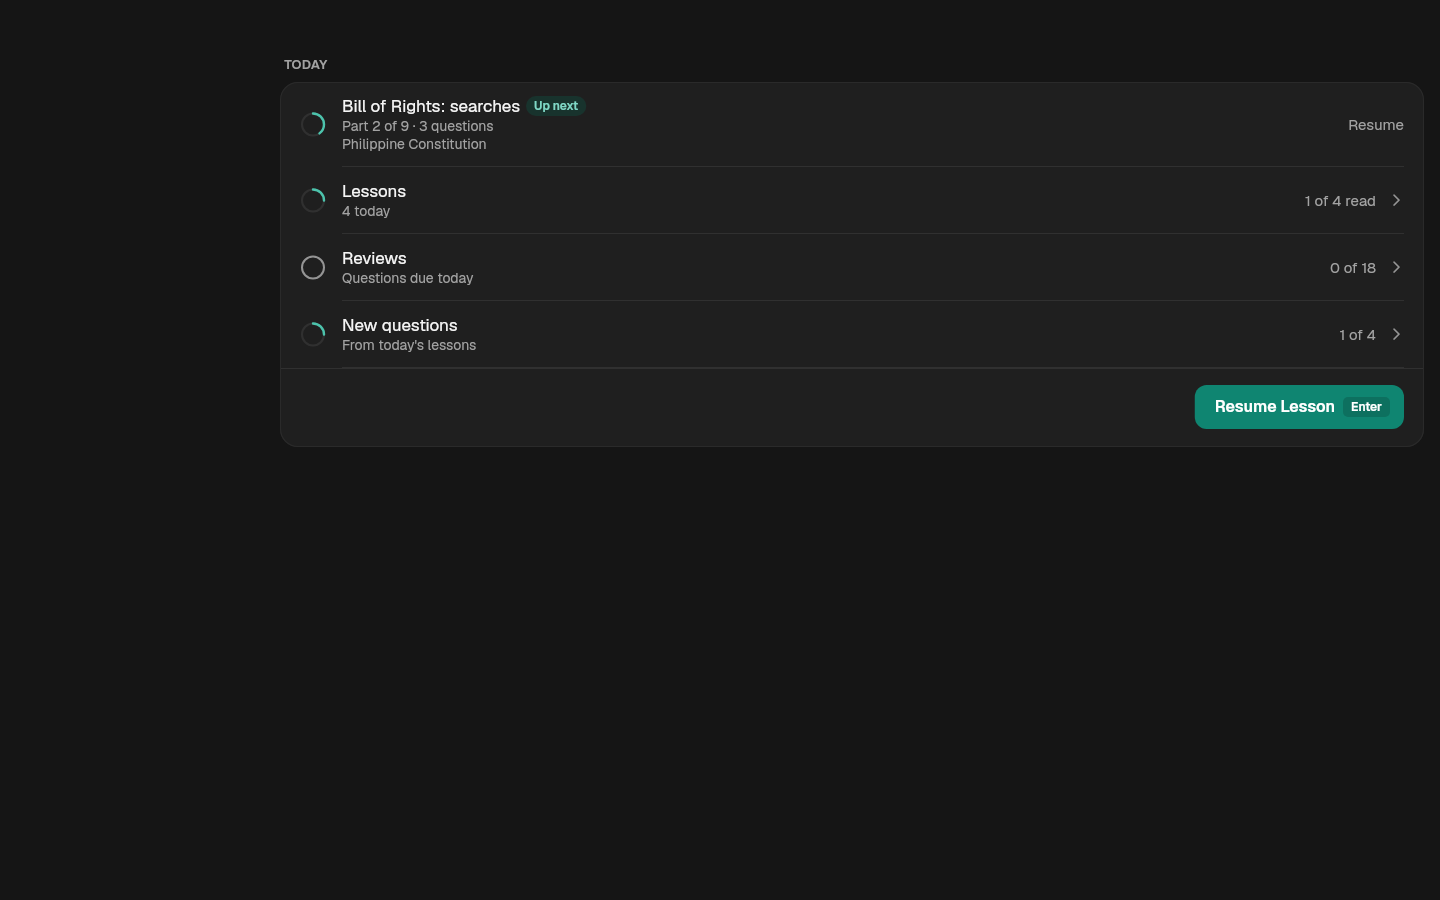 TODAY
Bill of Rights: searches Up next
Part 2 of 9 · 3 questions
Philippine Constitution
Resume
Lessons
4 today
1 of 4 read
Reviews
Questions due today
0 of 18
New questions
From today's lessons
1 of 4
Resume Lesson Enter